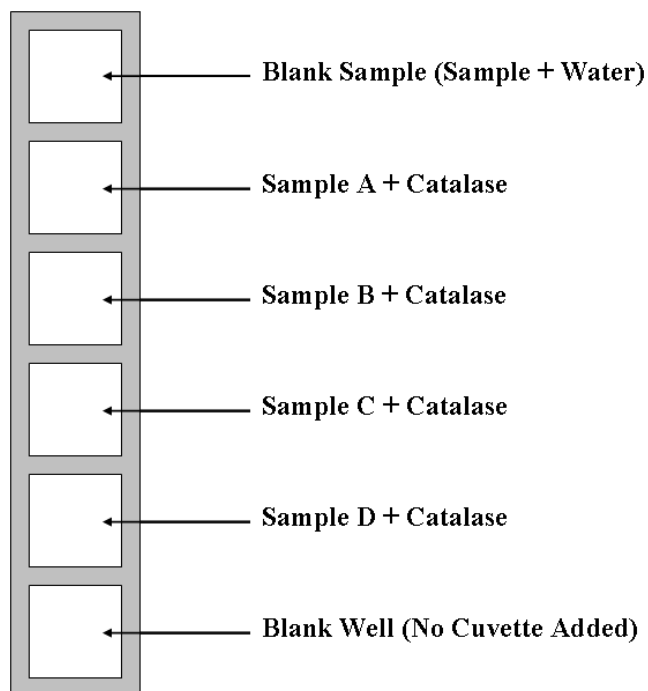 Blank Sample (Sample + Water)
Sample A + Catalase
Sample B + Catalase
Sample C + Catalase
Sample D + Catalase
Blank Well (No Cuvette Added)